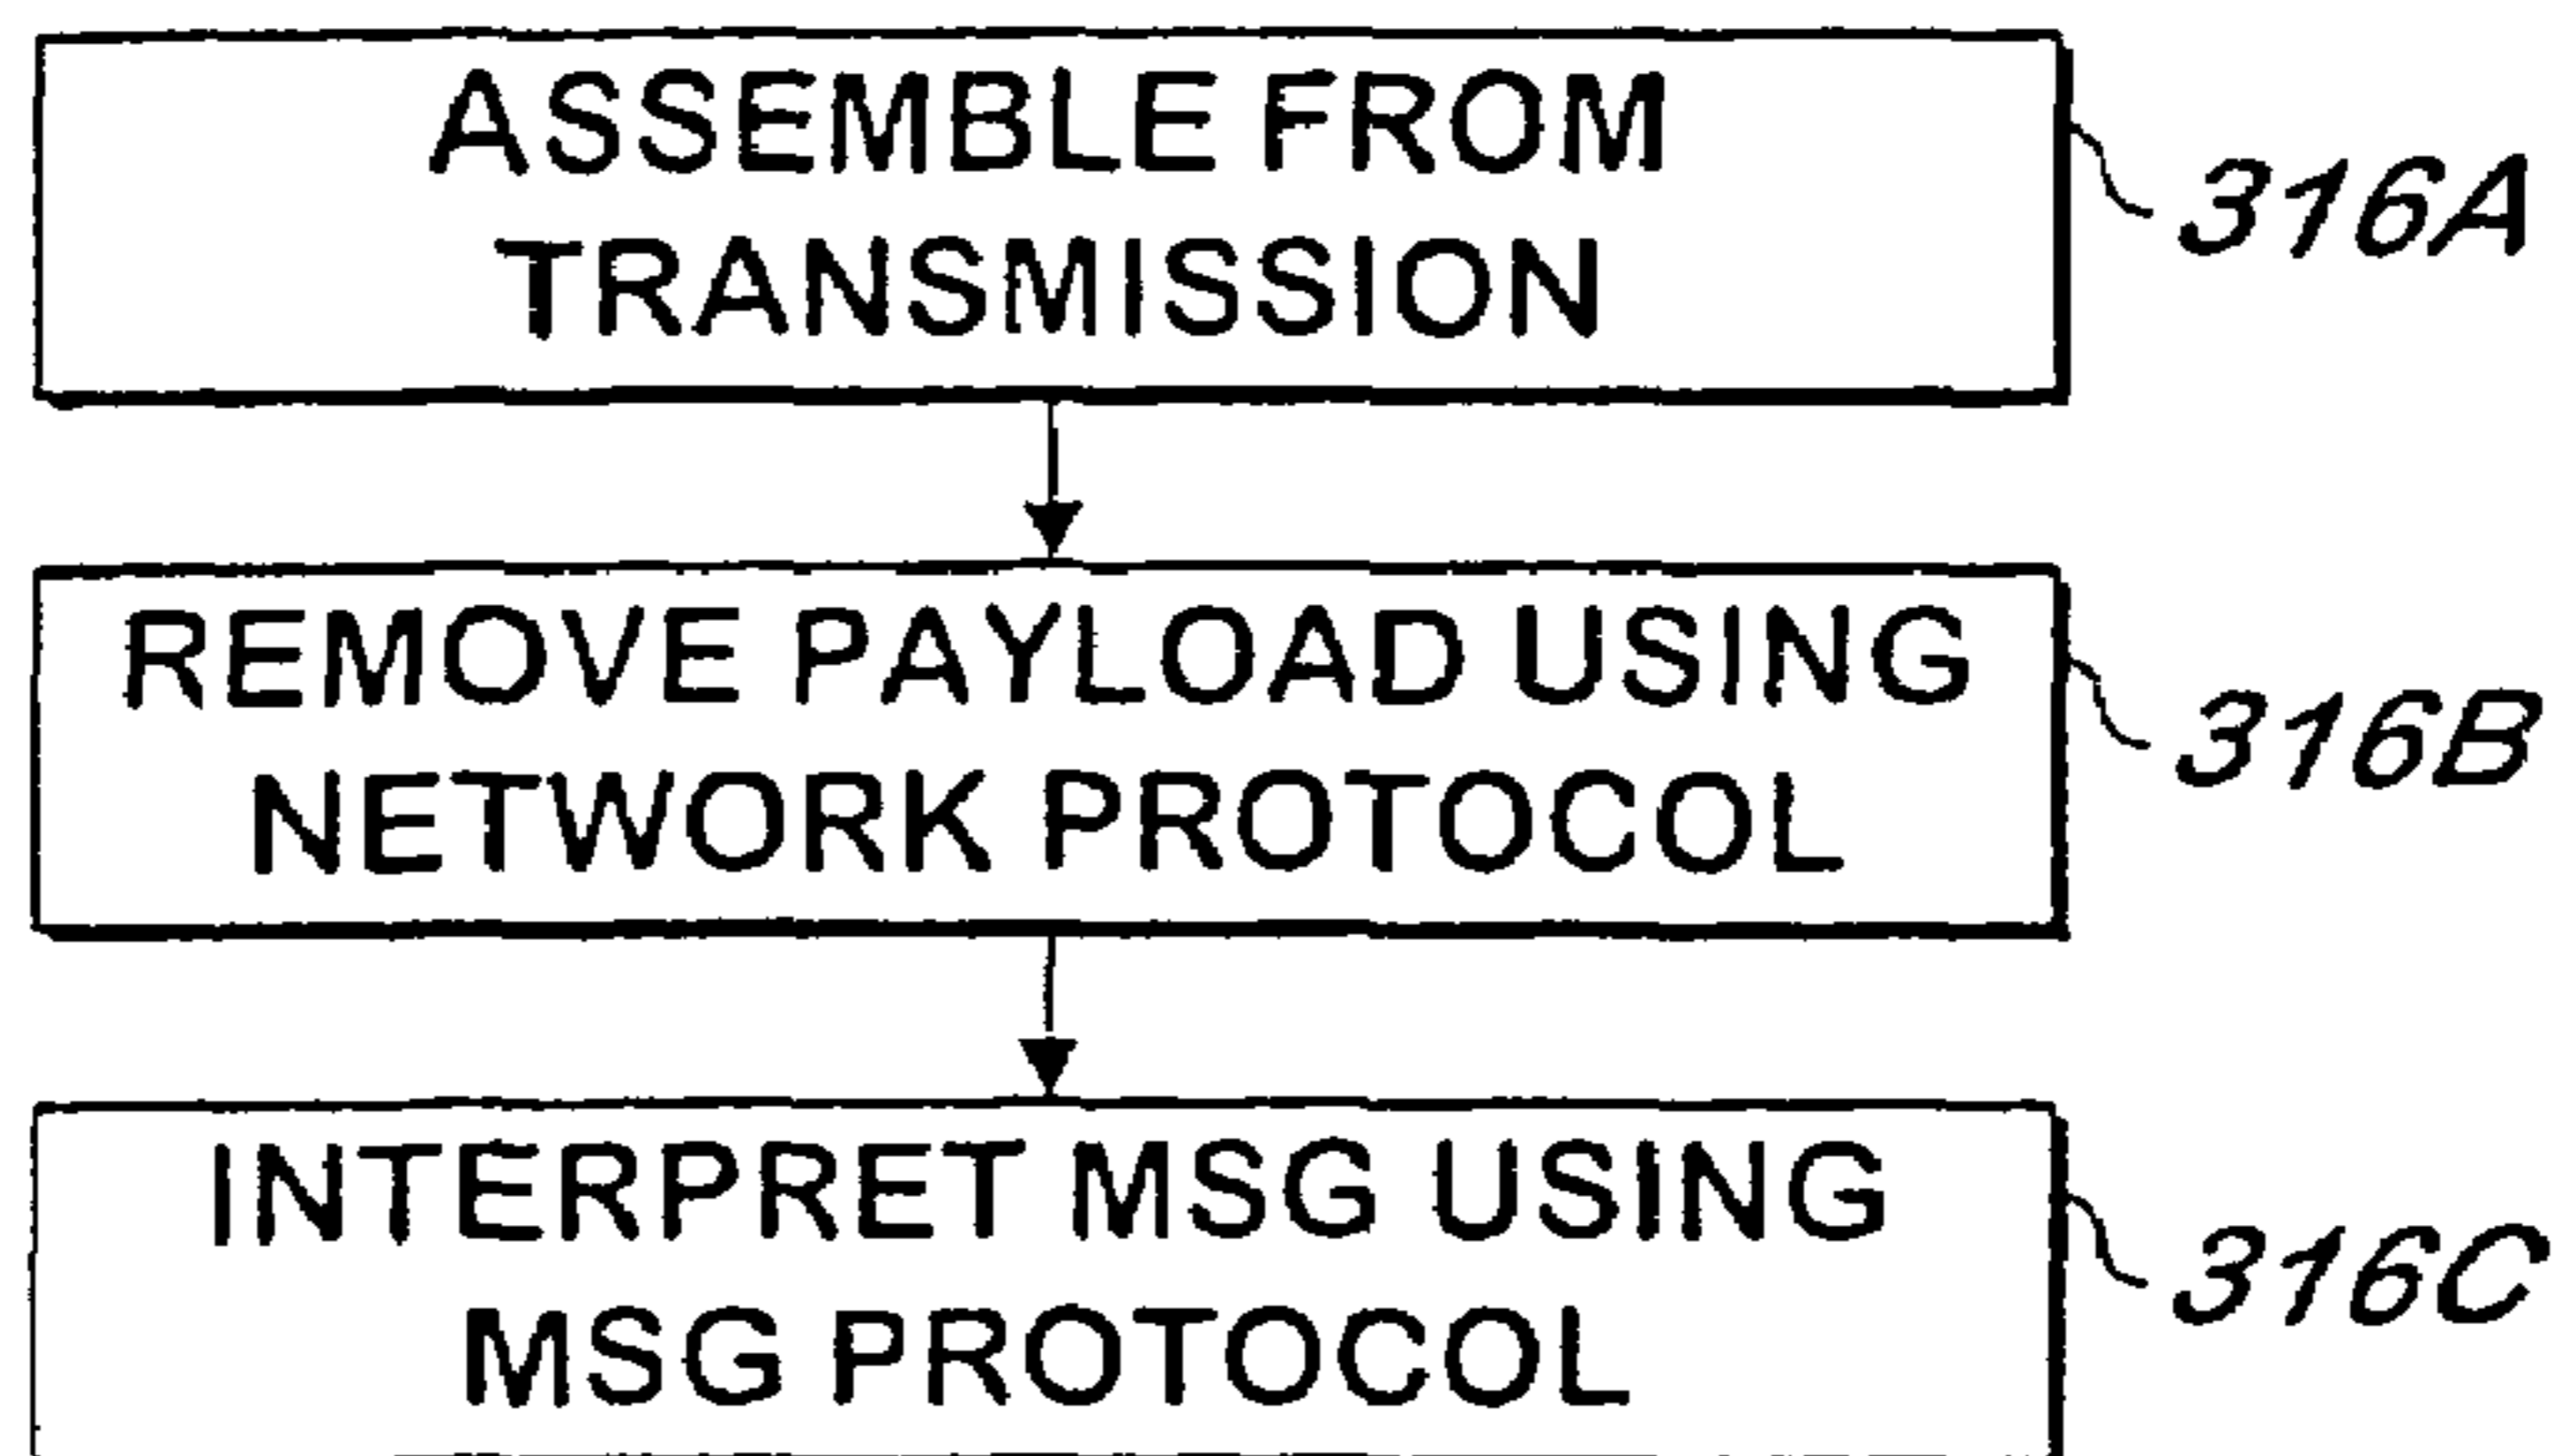 ASSEMBLE FROM
TRANSMISSION
316A
REMOVE PAYLOAD USING
NETWORK PROTOCOL
316B
INTERPRET MSG USING
MSG PROTOCOL
316C